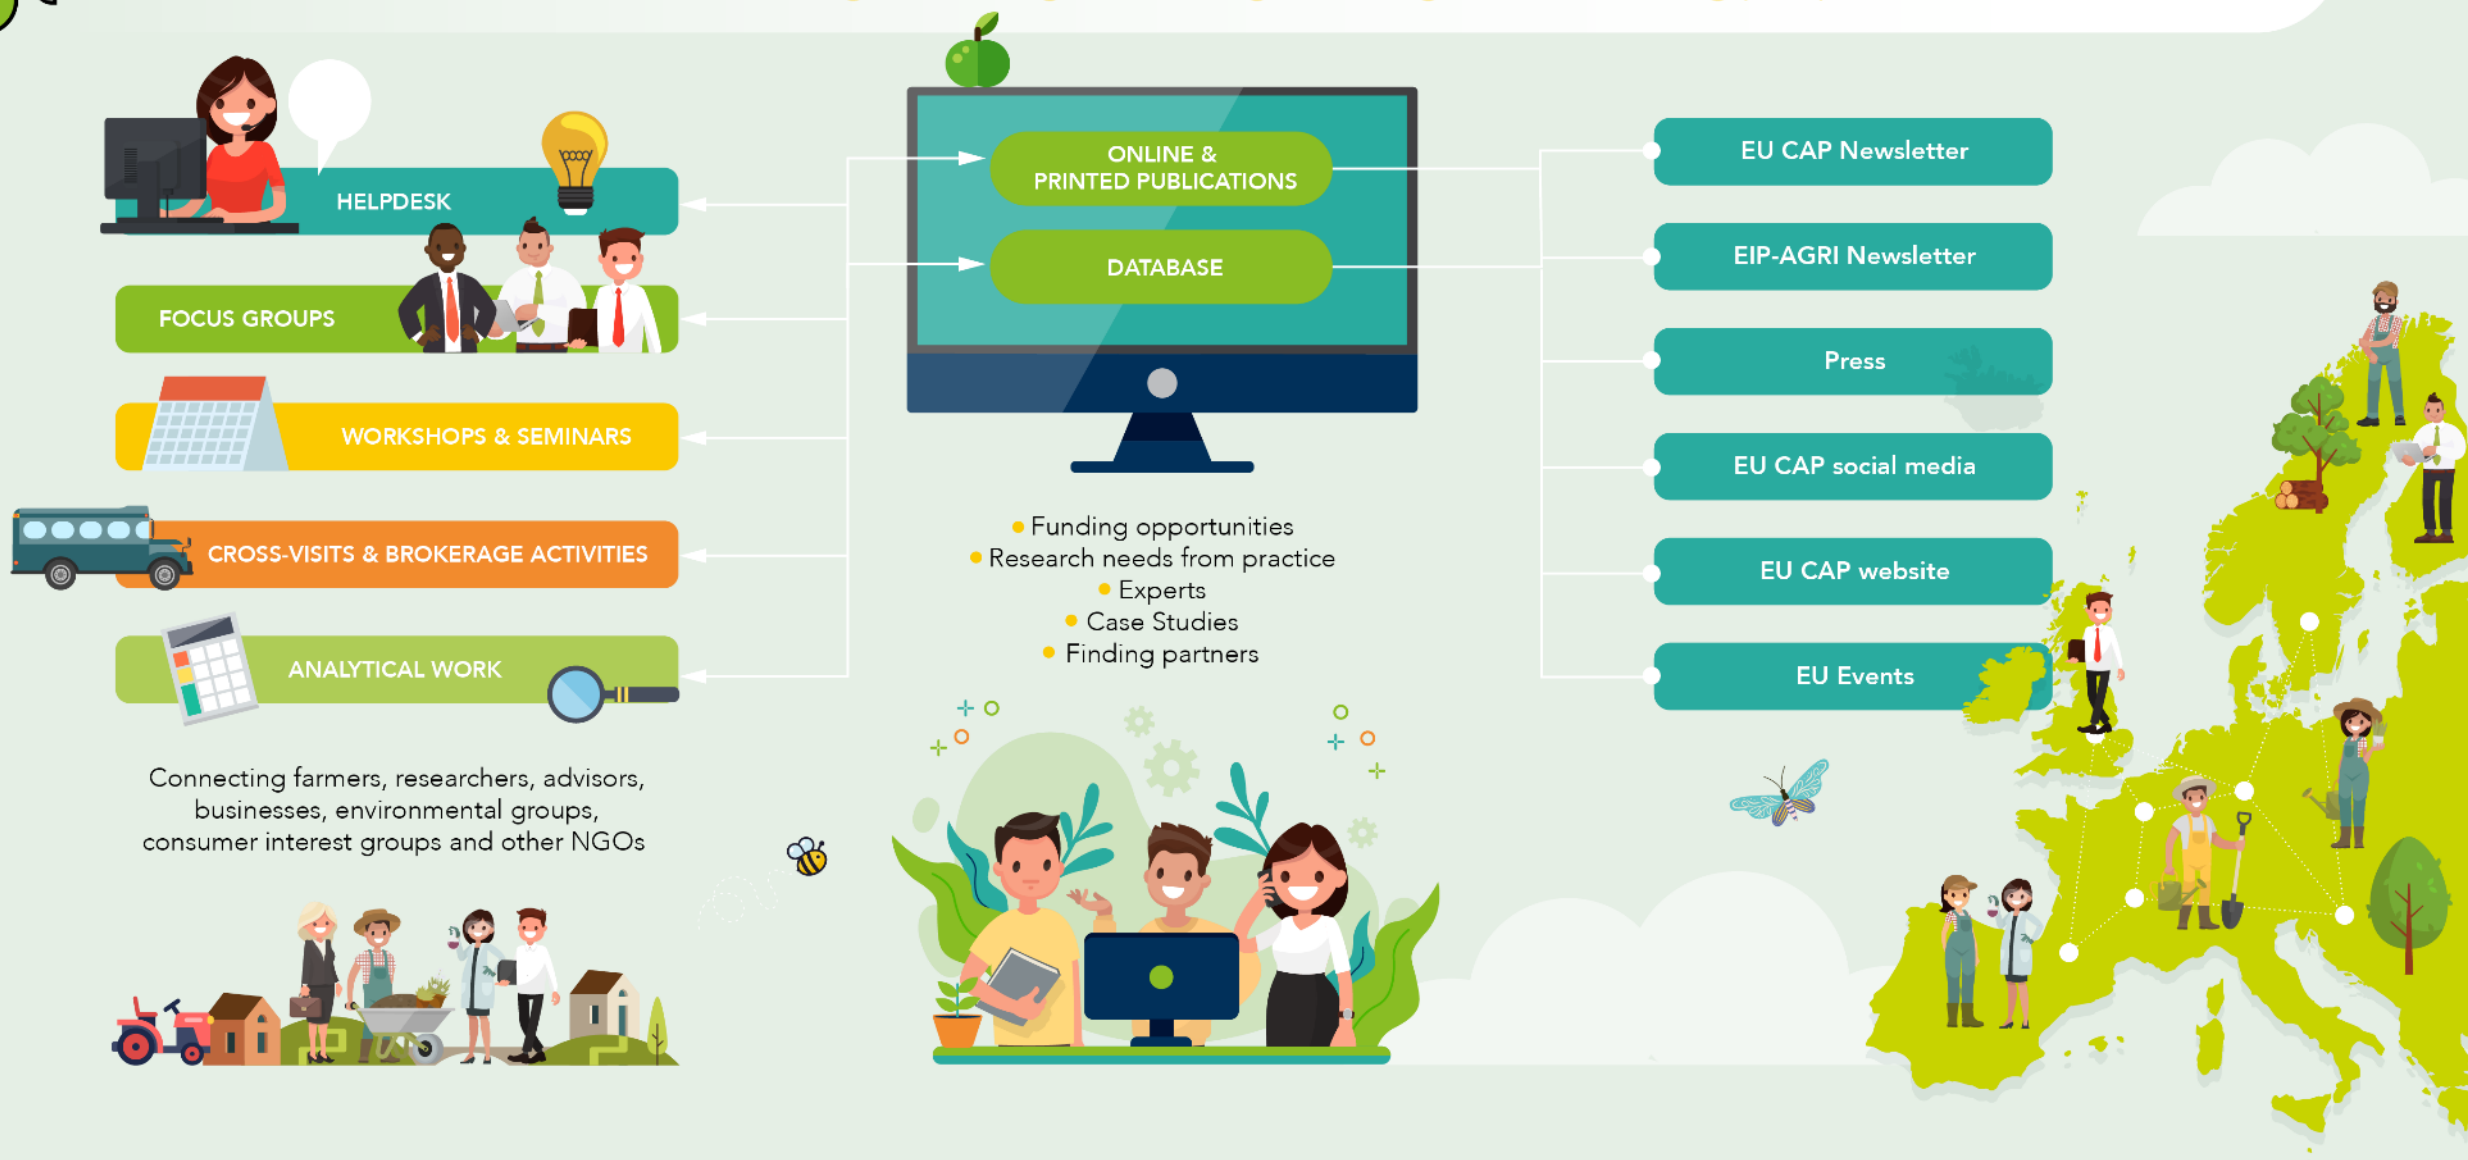 HELPDESK
FOCUS GROUPS
WORKSHOPS & SEMINARS
CROSS-VISITS & BROKERAGE ACTIVITIES
ANALYTICAL WORK
Connecting farmers, researchers, advisors,
businesses, environmental groups,
consumer interest groups and other NGOs
ONLINE &
PRINTED PUBLICATIONS
DATABASE
• Funding opportunities
• Research needs from practice
• Experts
• Case Studies
• Finding partners
EU CAP Newsletter
EIP-AGRI Newsletter
Press
EU CAP social media
EU CAP website
EU Events